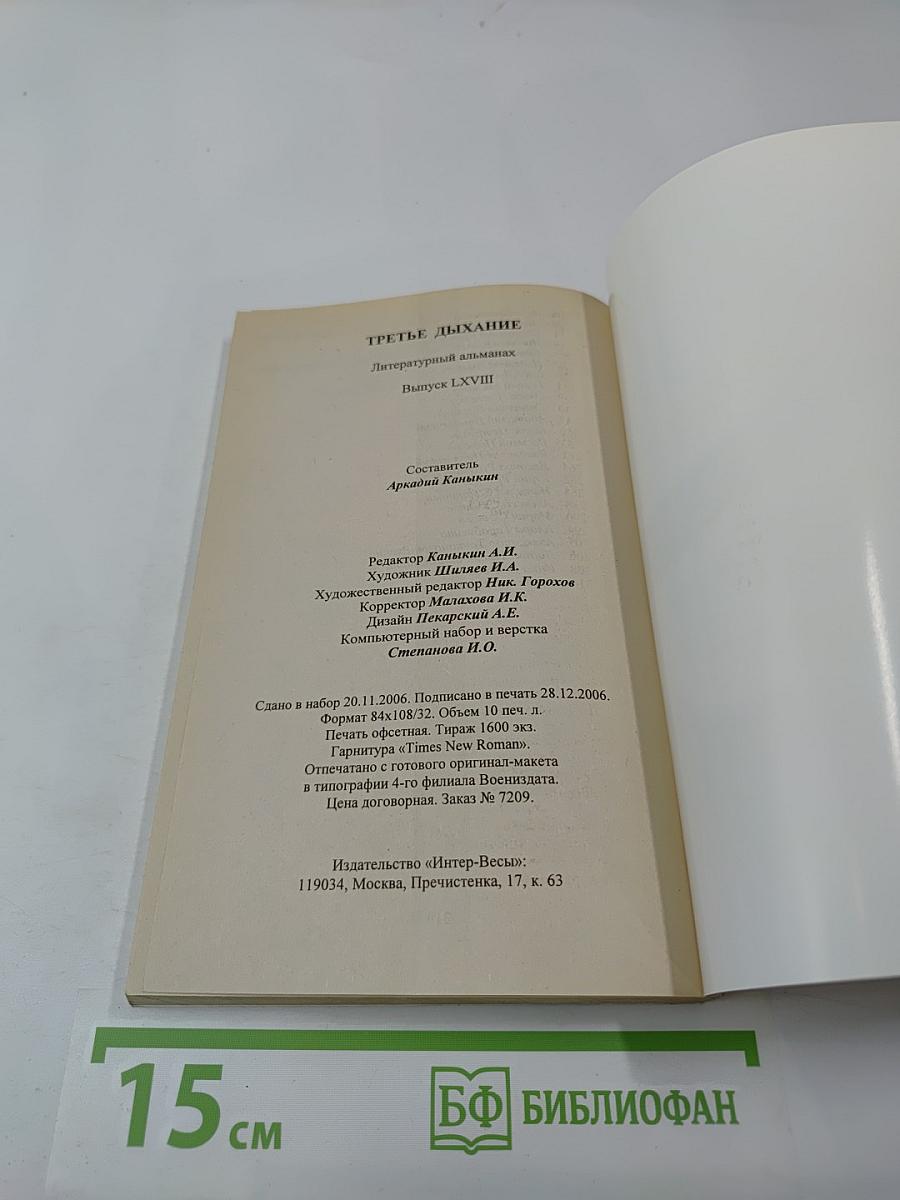 ТРЕТЬЕ ДЫХАНИЕ
Литературный альманах
Выпуск LXVIII
Составитель
Аркадий Каныкин
Редактор Каныкин А.И.
Художник Шиляев И.А.
Художественный редактор Ник. Горохов
Корректор Малахова И.К.
Дизайн Пекарский А.Е.
Компьютерный набор и верстка
Степанова И.О.
Сдано в набор 20.11.2006. Подписано в печать 28.12.2006.
Формат 84х108/32. Объем 10 печ. л.
Печать офсетная. Тираж 1600 экз.
Гарнитура «Times New Roman».
Отпечатано с готового оригинал-макета
в типографии 4-го филиала Воениздата.
Цена договорная. Заказ № 7209.
Издательство «Интер-Весы»:
119034, Москва, Пречистенка, 17, к. 63
15 см
БФ БИБЛИОФАН